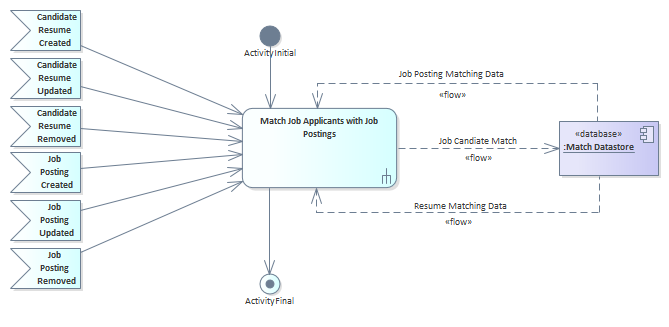 Candidate
Resume
Created
Candidate
Resume
Updated
Candidate
Resume
Removed
Job
Posting
Created
Job
Posting
Updated
Job
Posting
Removed
ActivityInitial
Match Job Applicants with Job
Postings
ActivityFinal
Job Posting Matching Data
«flow»
Job Candiate Match
«flow»
Resume Matching Data
«flow»
«database»
:Match Datastore